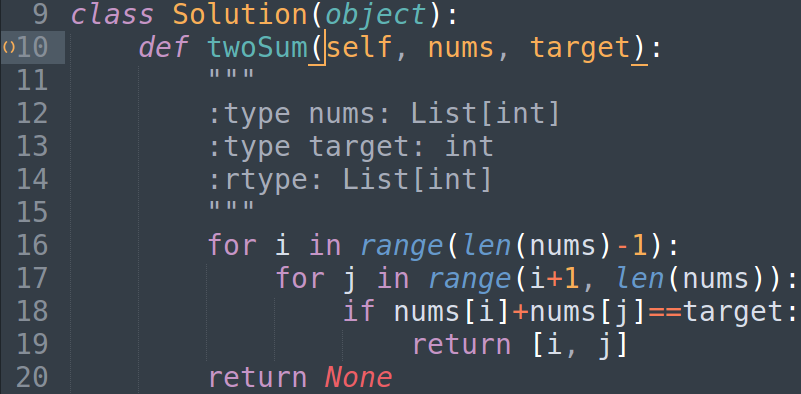 9 class Solution(object):
10     def twoSum(self, nums, target):
11         """
12         :type nums: List[int]
13         :type target: int
14         :rtype: List[int]
15         """
16         for i in range(len(nums)-1):
17             for j in range(i+1, len(nums)):
18                 if nums[i]+nums[j]==target:
19                     return [i, j]
20         return None